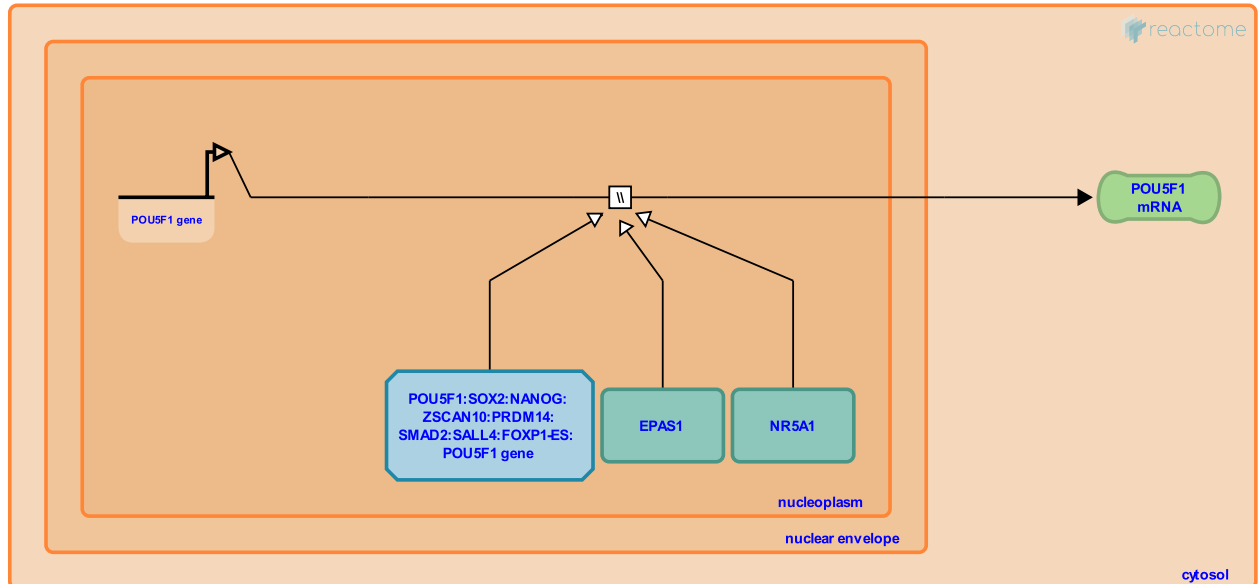 reactome
POU5F1 gene
\\
POU5F1
mRNA
POU5F1:SOX2:NANOG:
ZSCAN10:PRDM14:
SMAD2:SALL4:FOXP1-ES:
POU5F1 gene
EPAS1
NR5A1
nucleoplasm
nuclear envelope
cytosol